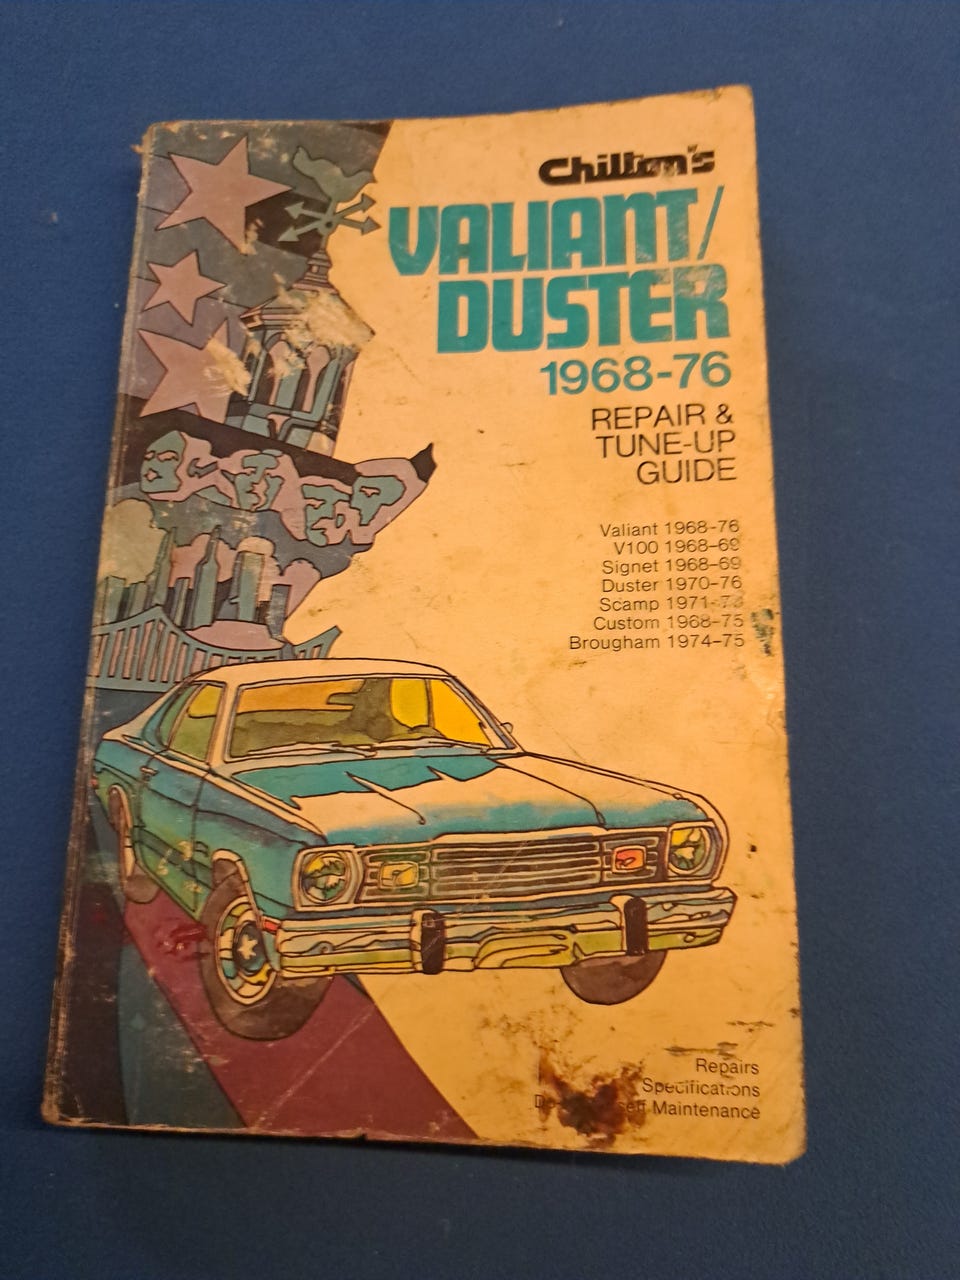 Chilton's
VALIANT/
DUSTER
1968-76
REPAIR &
TUNE-UP
GUIDE
Valiant 1968-76
V100 1968-69
Signet 1968-69
Duster 1970-76
Scamp
Custom 1968-75
Brougham 1974-75
Repairs
Specifications
Maintenance